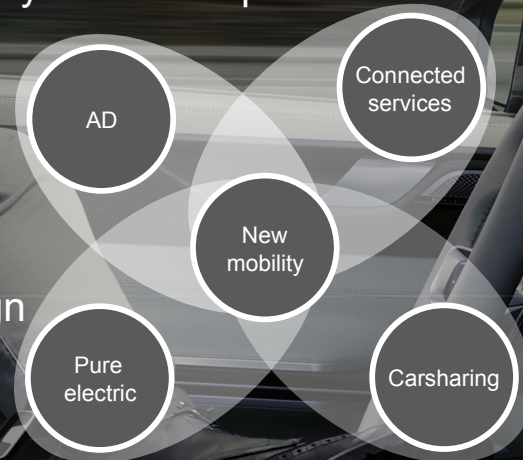 AD
Connected
services
New
mobility
Pure
electric
Carsharing